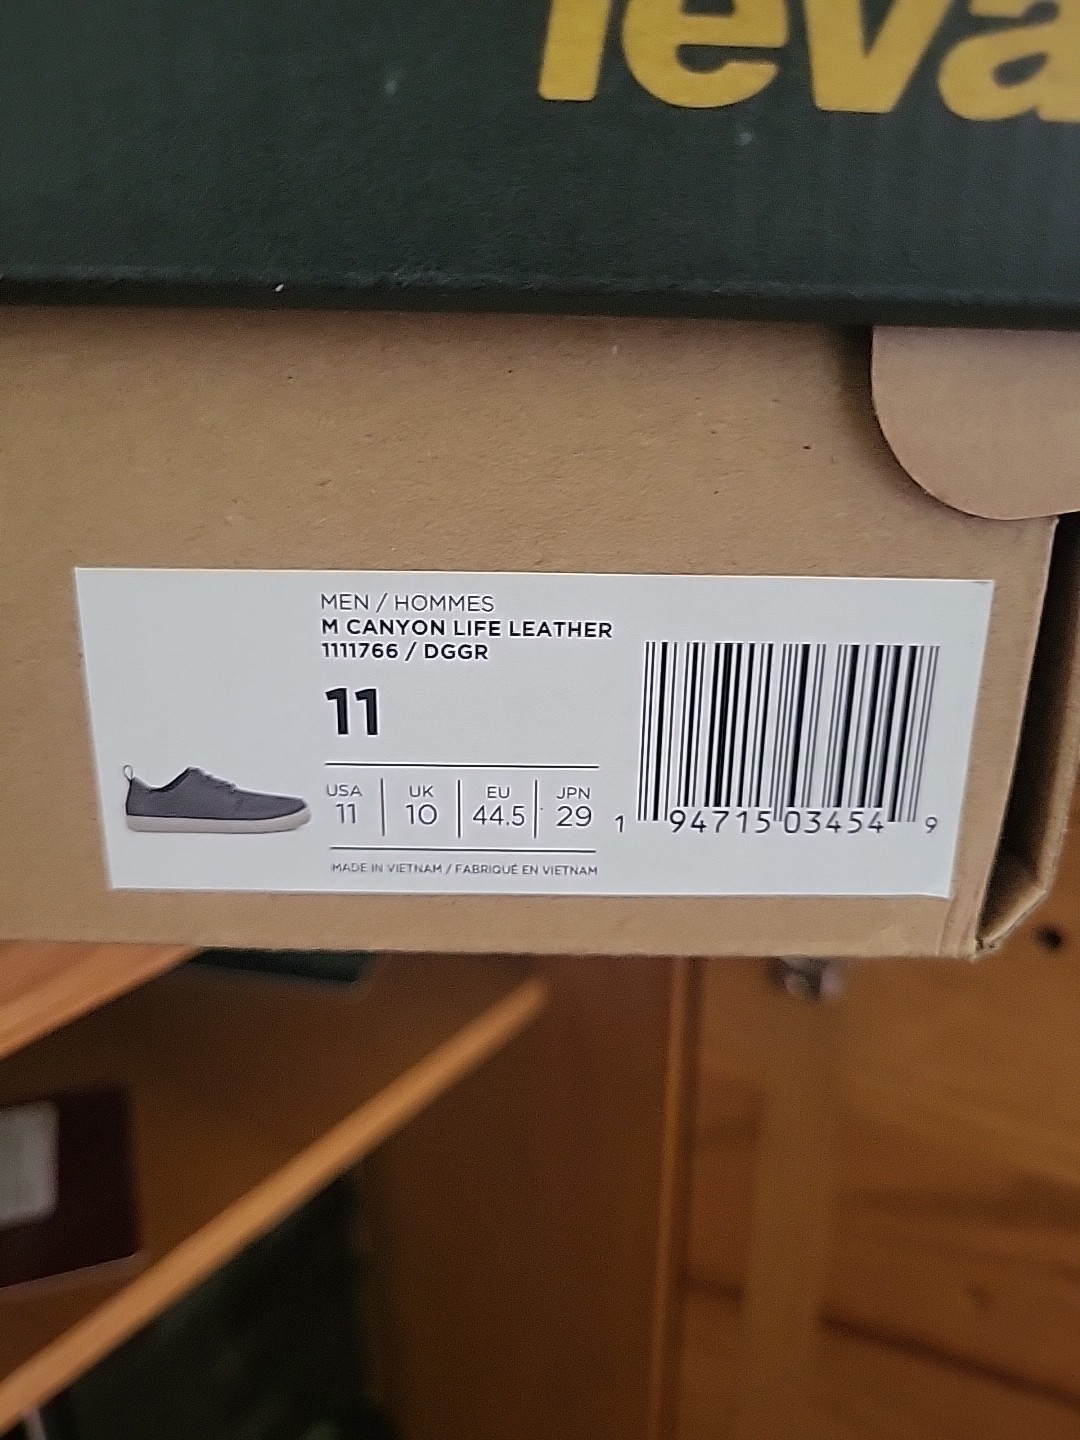 Teva
MEN / HOMMES
M CANYON LIFE LEATHER
1111766 / DGGR
11
USA UK EU JPN
11 10 44.5 29
MADE IN VIETNAM / FABRIQUÉ EN VIETNAM
1 94715 03454 9